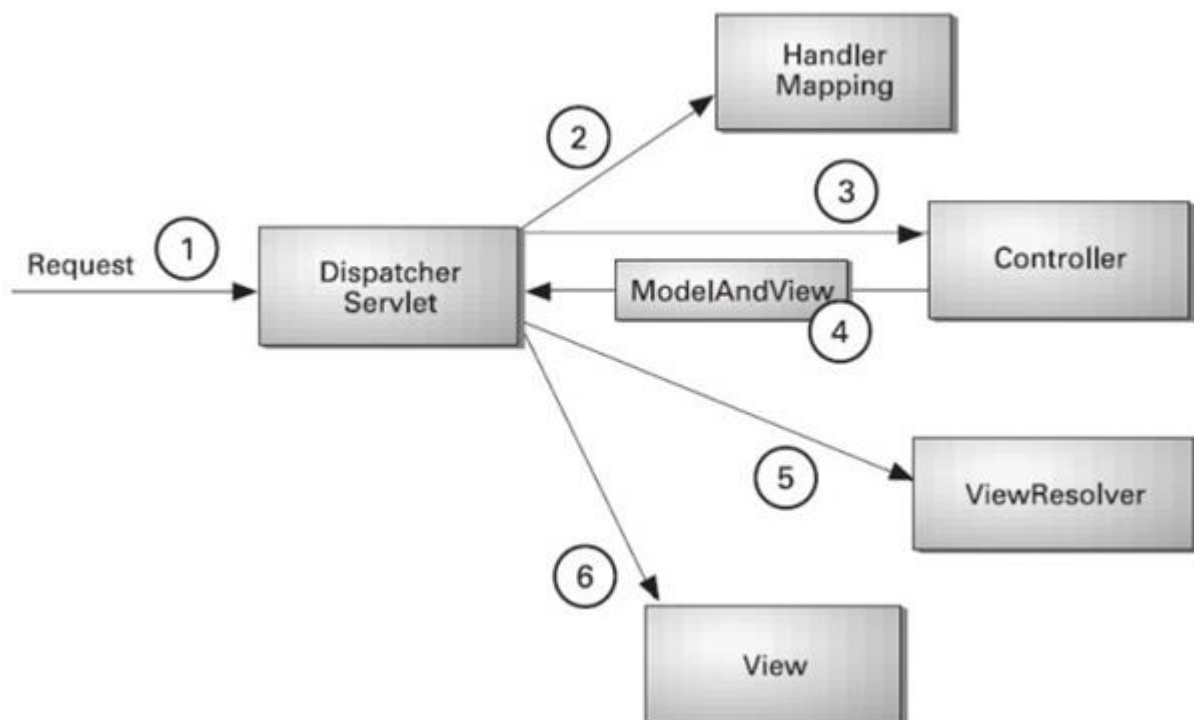 Handler
Mapping
2
3
1
Request
Dispatcher
Servlet
Controller
ModelAndView
4
5
ViewResolver
6
View